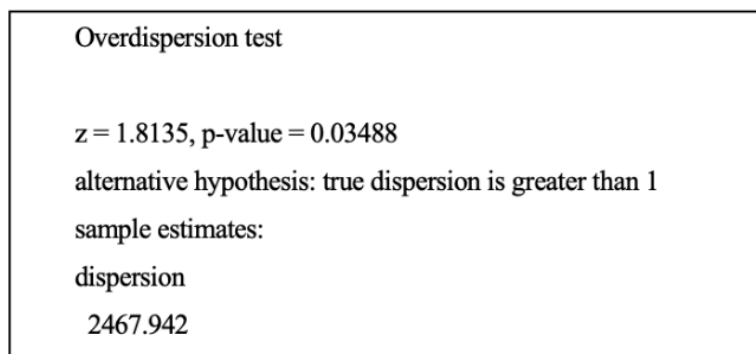 Overdispersion test
z = 1.8135, p-value = 0.03488
alternative hypothesis: true dispersion is greater than 1
sample estimates:
dispersion
2467.942